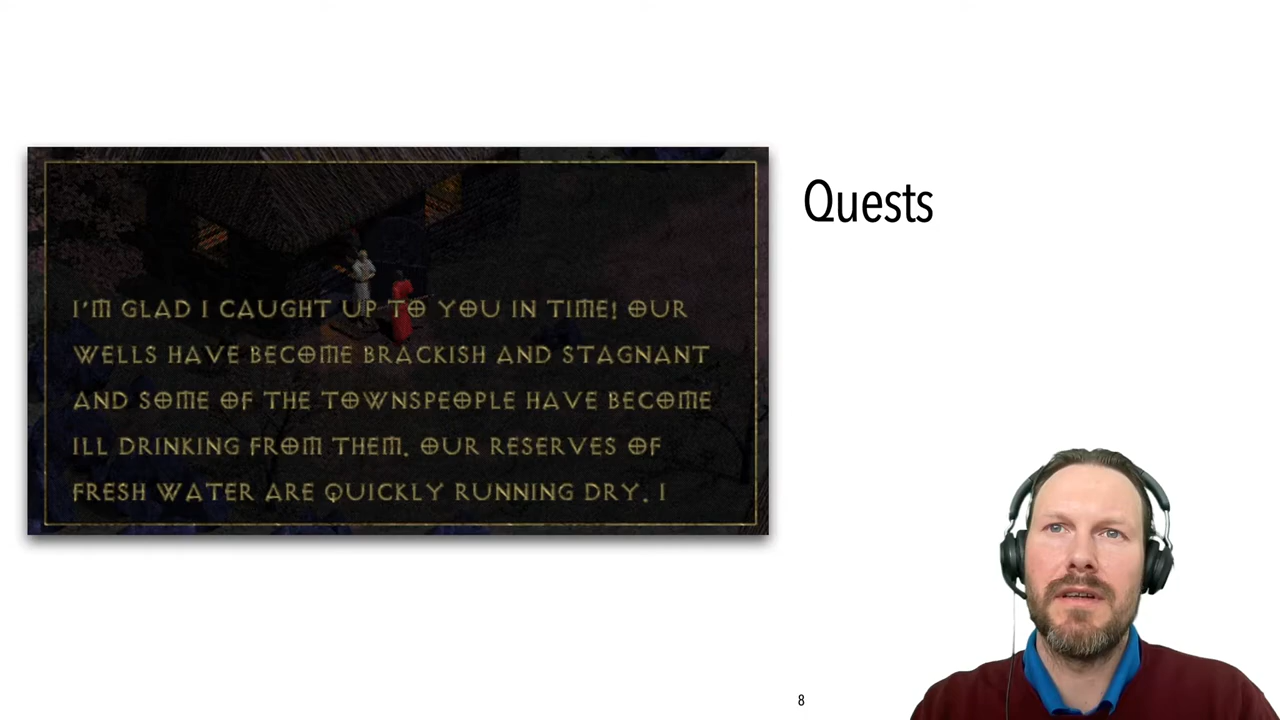 Quests
I'M GLAD I CAUGHT UP TO YOU IN TIME! OUR
WELLS HAVE BECOME BRACKISH AND STAGNANT
AND SOME OF THE TOWNSPEOPLE HAVE BECOME
ILL DRINKING FROM THEM. OUR RESERVES OF
FRESH WATER ARE QUICKLY RUNNING DRY. I
8